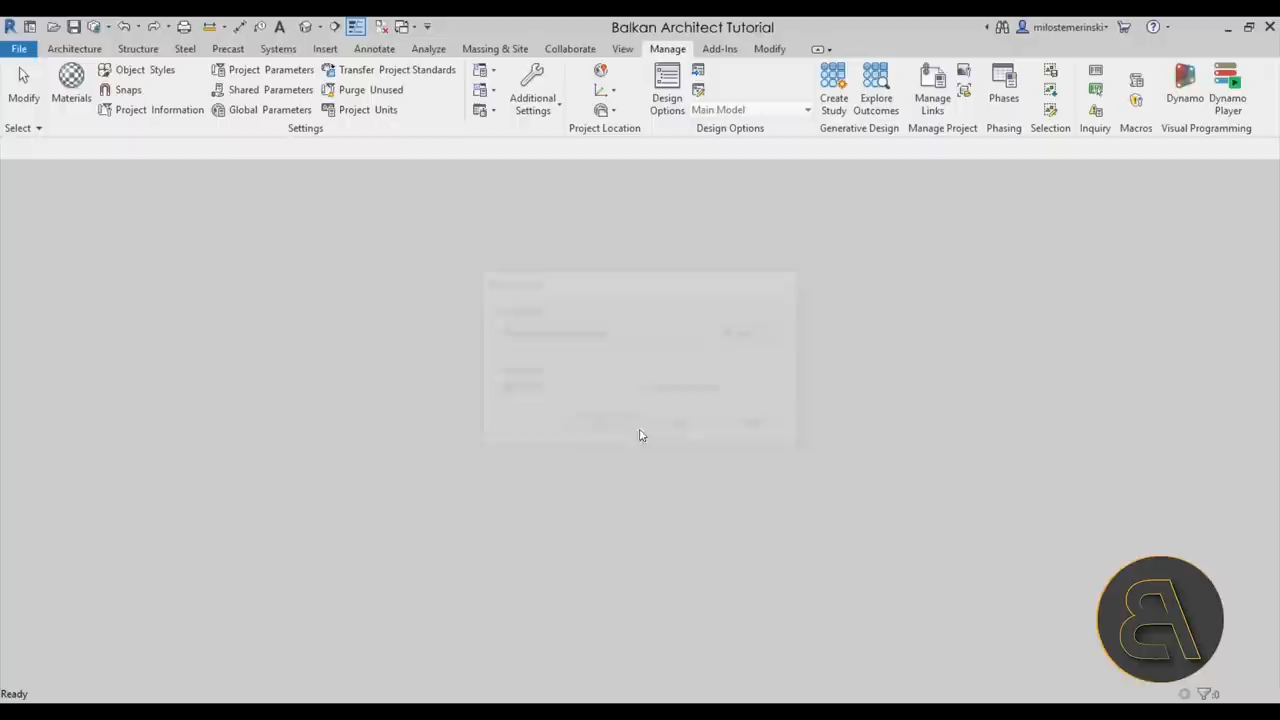 Balkan Architect Tutorial
milostemerinski
File Architecture Structure Steel Precast Systems Insert Annotate Analyze Massing & Site Collaborate View Manage Add-Ins Modify
Modify
Materials
Object Styles
Snaps
Project Information
Project Parameters
Shared Parameters
Global Parameters
Transfer Project Standards
Purge Unused
Project Units
Additional
Settings
Design
Options
Main Model
Create
Study
Explore
Outcomes
Manage
Links
Phases
Dynamo
Dynamo
Player
Select Settings Project Location Design Options Generative Design Manage Project Phasing Selection Inquiry Macros Visual Programming
Ready
:0